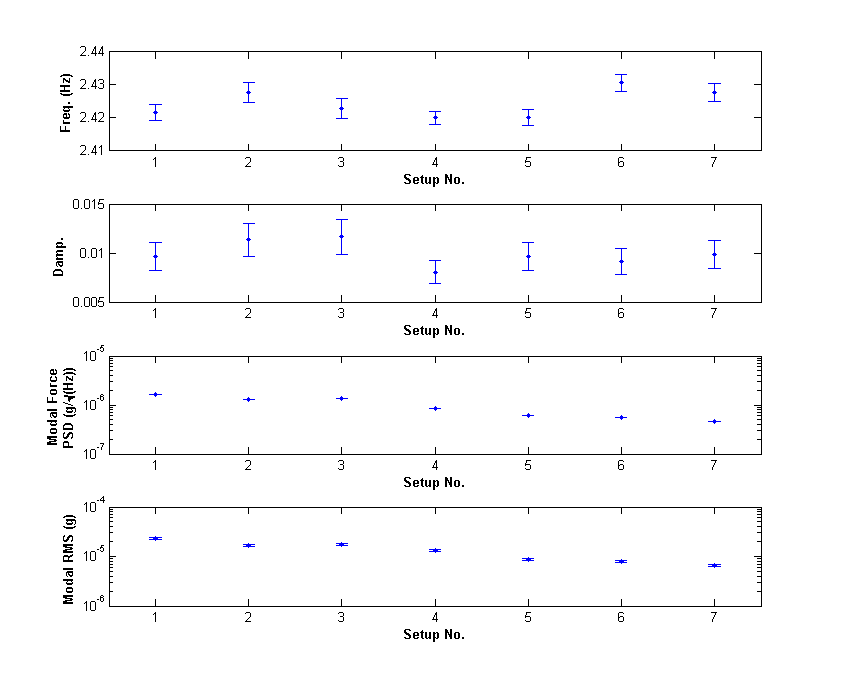 2.44
2.43
2.42
2.41
Freq. (Hz)
1 2 3 4 5 6 7
Setup No.
0.015
0.01
0.005
Damp.
1 2 3 4 5 6 7
Setup No.
10^-5
10^-6
10^-7
Modal Force
PSD (g/√(Hz))
1 2 3 4 5 6 7
Setup No.
10^-4
10^-5
10^-6
Modal RMS (g)
1 2 3 4 5 6 7
Setup No.